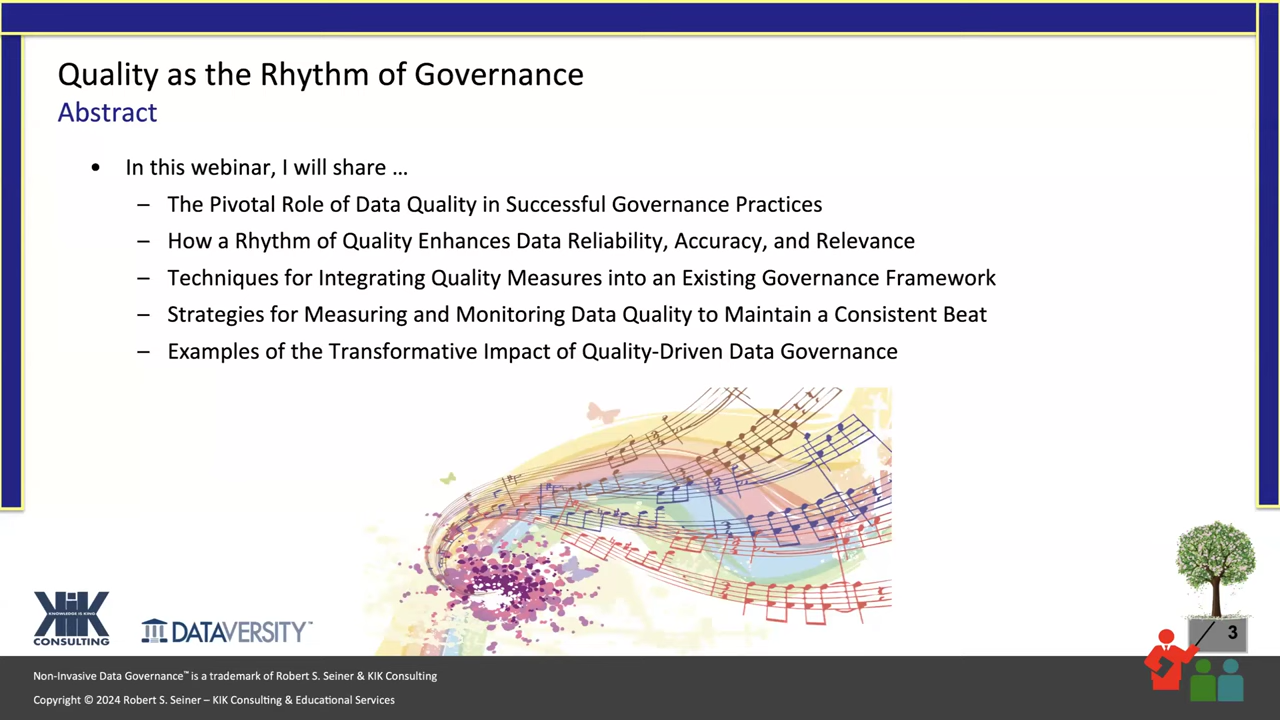 Quality as the Rhythm of Governance
Abstract
• In this webinar, I will share …
– The Pivotal Role of Data Quality in Successful Governance Practices
– How a Rhythm of Quality Enhances Data Reliability, Accuracy, and Relevance
– Techniques for Integrating Quality Measures into an Existing Governance Framework
– Strategies for Measuring and Monitoring Data Quality to Maintain a Consistent Beat
– Examples of the Transformative Impact of Quality-Driven Data Governance
KIK
KNOWLEDGE IS KING
CONSULTING
DATAVERSITY™
3
Non-Invasive Data Governance™ is a trademark of Robert S. Seiner & KIK Consulting
Copyright © 2024 Robert S. Seiner – KIK Consulting & Educational Services